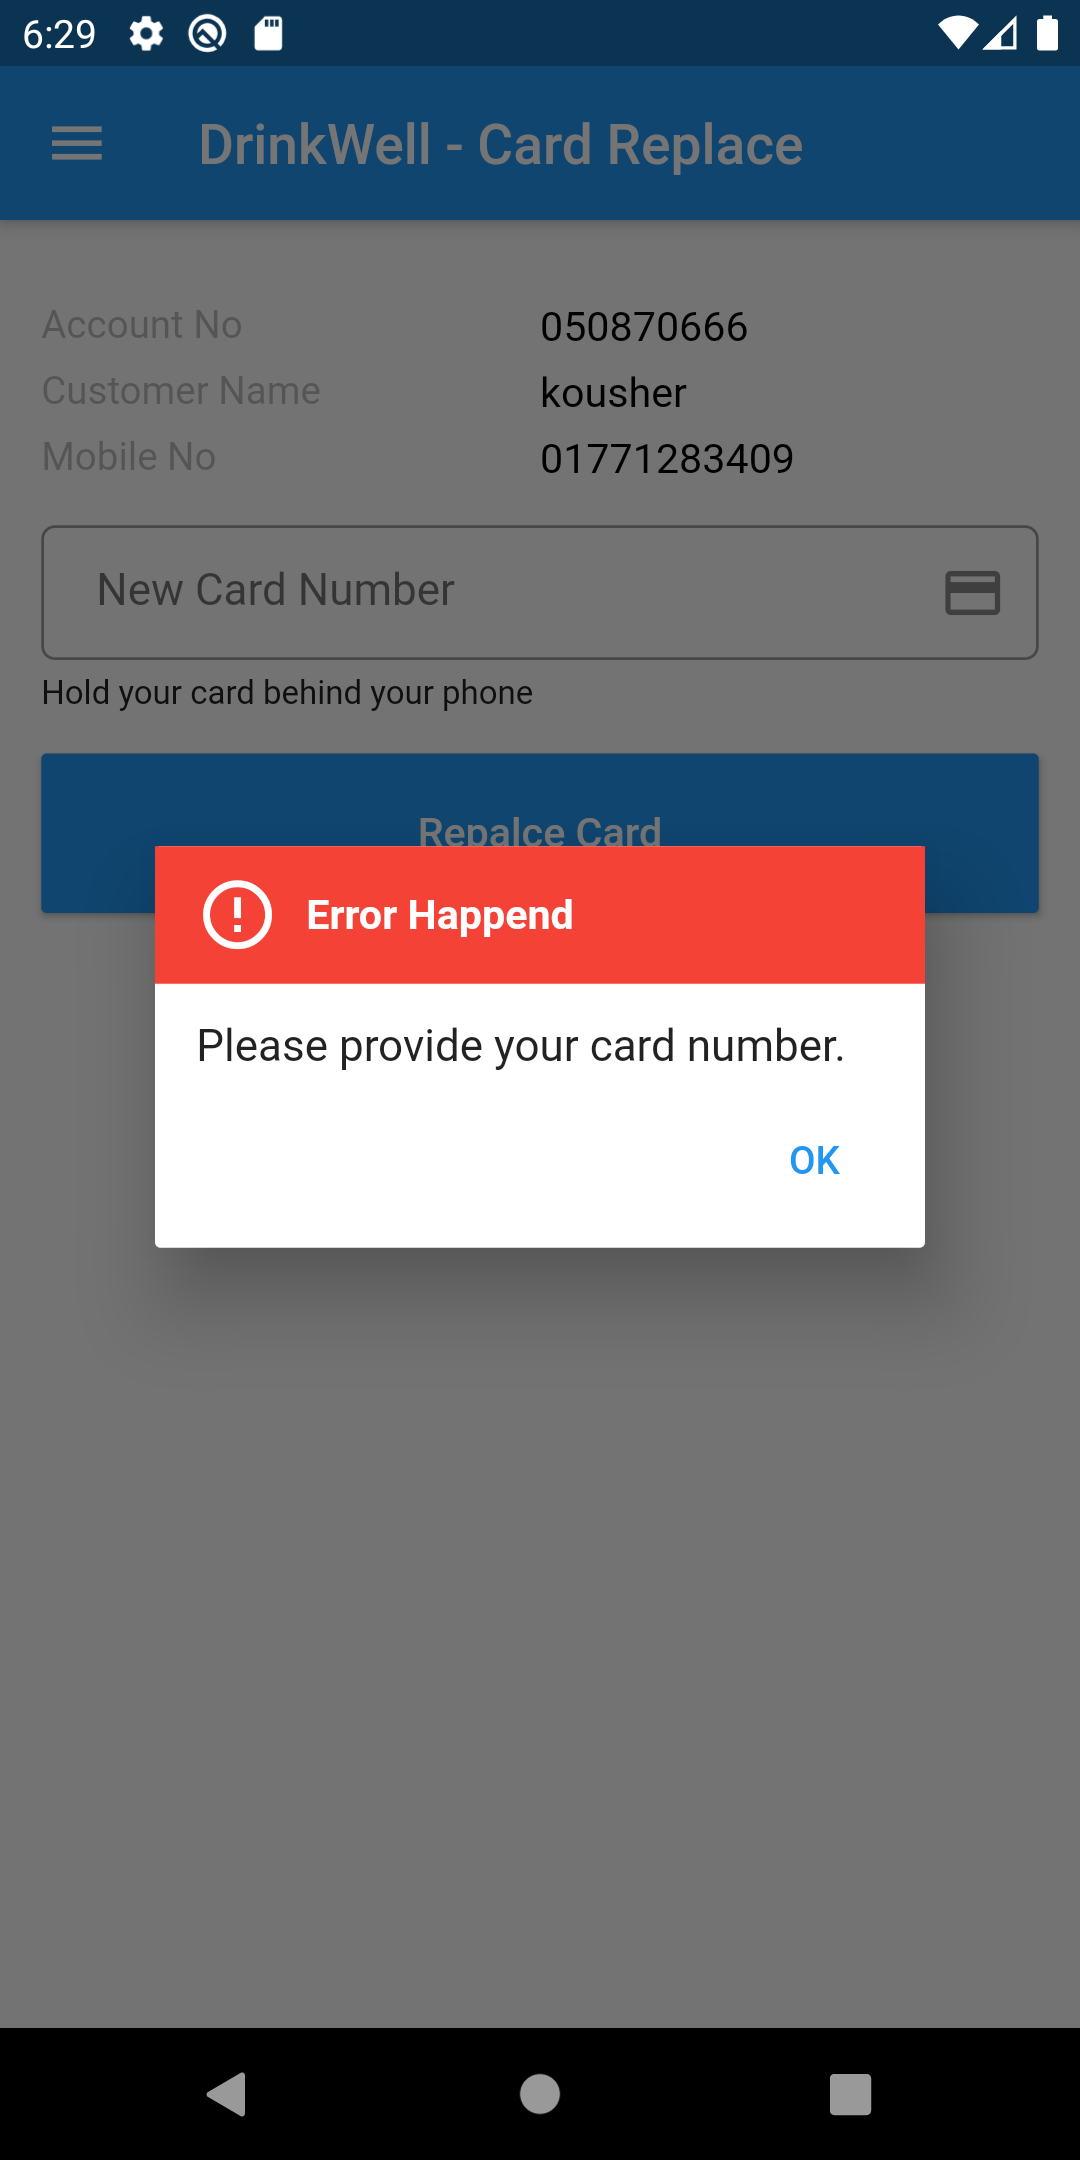 6:29
DrinkWell - Card Replace
Account No 050870666
Customer Name kousher
Mobile No 01771283409
New Card Number
Hold your card behind your phone
Repalce Card
Error Happend
Please provide your card number.
OK